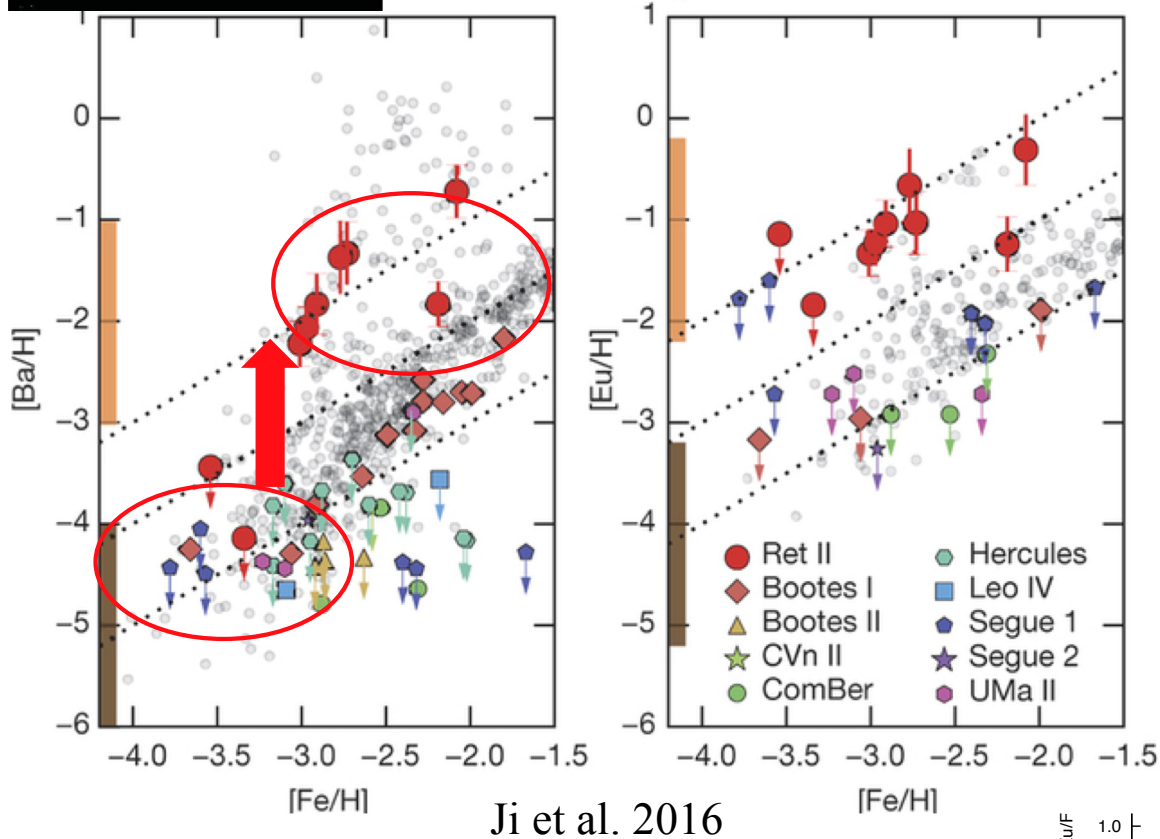 1
0
−1
−2
−3
−4
−5
−6
[Ba/H]
−4.0 −3.5 −3.0 −2.5 −2.0 −1.5
[Fe/H]
1
0
−1
−2
−3
−4
−5
−6
[Eu/H]
Ret II
Bootes I
Bootes II
CVn II
ComBer
Hercules
Leo IV
Segue 1
Segue 2
UMa II
−4.0 −3.5 −3.0 −2.5 −2.0 −1.5
[Fe/H]
Ji et al. 2016
1.0